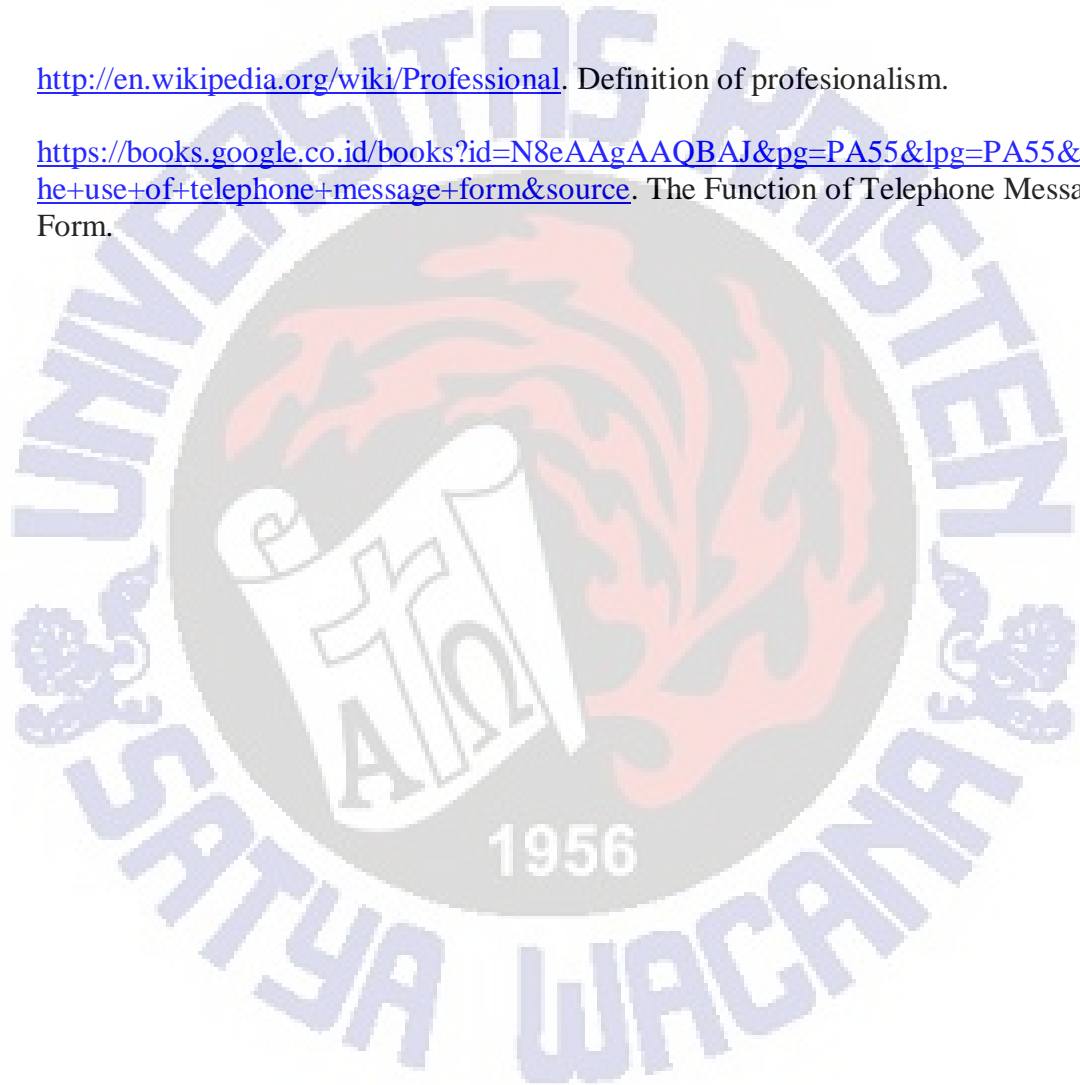 http://en.wikipedia.org/wiki/Professional. Definition of profesionalism.
https://books.google.co.id/books?id=N8eAAgAAQBAJ&pg=PA55&lpg=PA55&
he+use+of+telephone+message+form&source. The Function of Telephone Messa
Form.
UNIVERSITAS KRISTEN
Α Ω
1956
SATYA WACANA